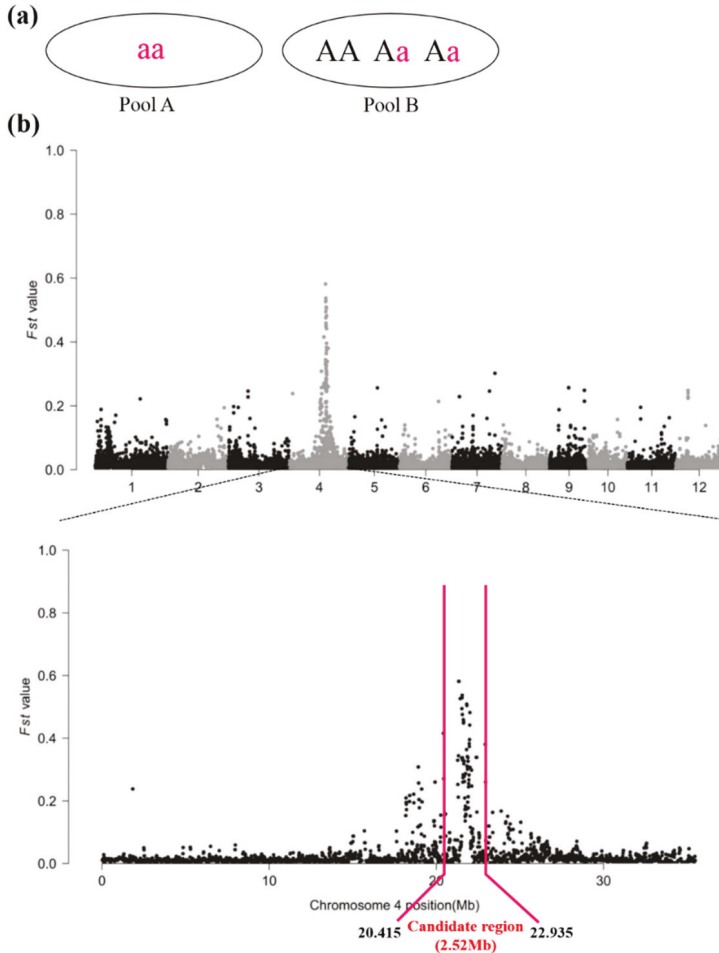 (a)
aa
AA Aa Aa
Pool A
Pool B
(b)
1.0
0.8
0.6
0.4
0.2
0.0
Fst value
1 2 3 4 5 6 7 8 9 10 11 12
1.0
0.8
0.6
0.4
0.2
0.0
Fst value
0 10 20 30
Chromosome 4 position(Mb)
20.415 Candidate region 22.935
(2.52Mb)